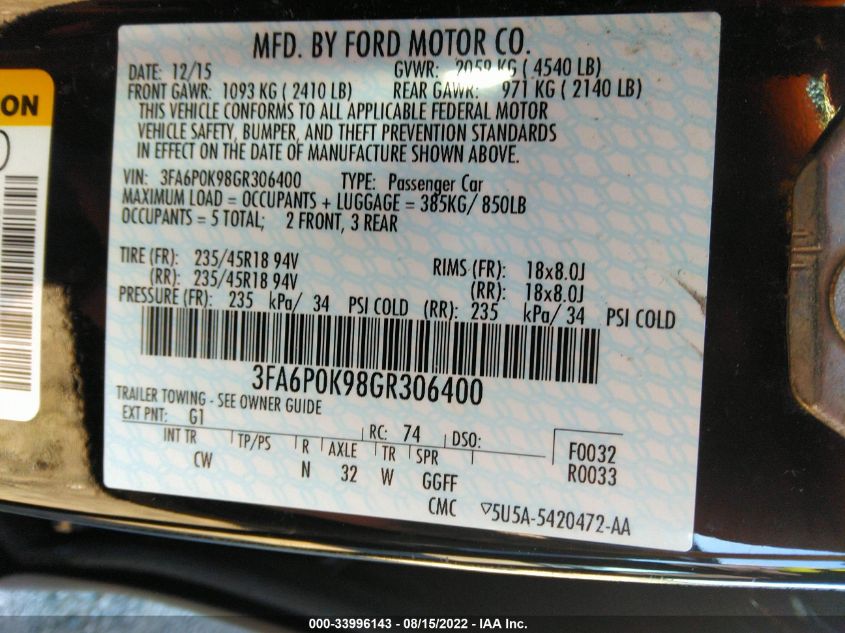 MFD. BY FORD MOTOR CO.
DATE: 12/15 GVWR: 2059 KG ( 4540 LB)
FRONT GAWR: 1093 KG ( 2410 LB) REAR GAWR: 971 KG ( 2140 LB)
THIS VEHICLE CONFORMS TO ALL APPLICABLE FEDERAL MOTOR
VEHICLE SAFETY, BUMPER, AND THEFT PREVENTION STANDARDS
IN EFFECT ON THE DATE OF MANUFACTURE SHOWN ABOVE.
VIN: 3FA6P0K98GR306400 TYPE: Passenger Car
MAXIMUM LOAD = OCCUPANTS + LUGGAGE = 385KG/ 850LB
OCCUPANTS = 5 TOTAL; 2 FRONT, 3 REAR
TIRE (FR): 235/45R18 94V RIMS (FR): 18x8.0J
(RR): 235/45R18 94V (RR): 18x8.0J
PRESSURE (FR): 235 kPa/ 34 PSI COLD (RR): 235 kPa/ 34 PSI COLD
3FA6P0K98GR306400
TRAILER TOWING - SEE OWNER GUIDE
EXT PNT: G1 RC: 74 DSO: F0032
INT TR TP/PS R AXLE TR SPR R0033
CW N 32 W GGFF
CMC ▽5U5A-5420472-AA
ION
000-33996143 - 08/15/2022 - IAA Inc.